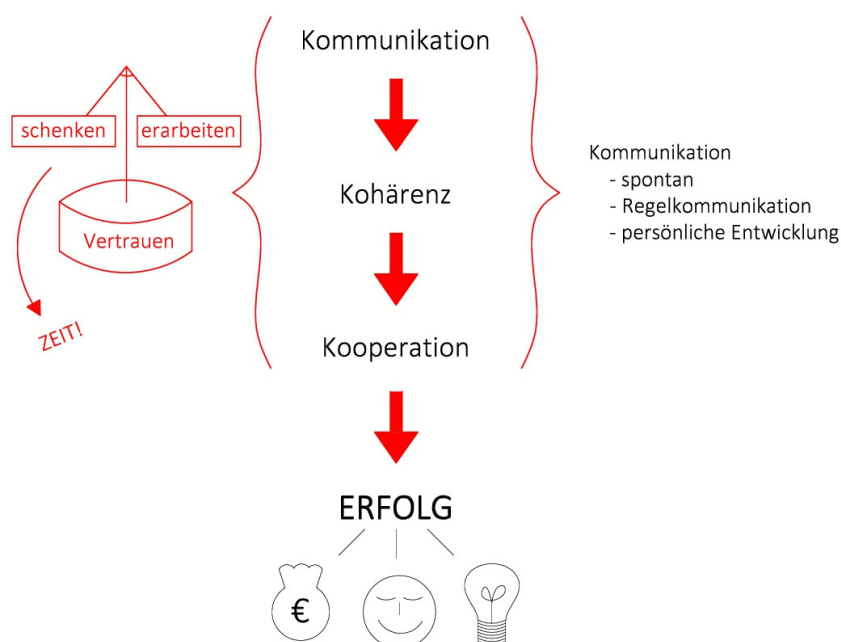 Kommunikation
schenken
erarbeiten
Vertrauen
ZEIT!
Kohärenz
Kooperation
Kommunikation
- spontan
- Regelkommunikation
- persönliche Entwicklung
ERFOLG
€